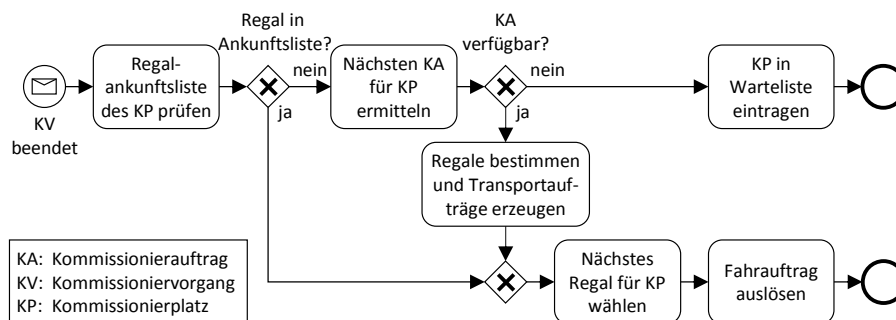 Regal in
Ankunftsliste?
KA
verfügbar?
Regal-
ankunftsliste
des KP prüfen
nein
Nächsten KA
für KP
ermitteln
nein
KP in
Warteliste
eintragen
KV
beendet
ja
ja
Regale bestimmen
und Transportauf-
träge erzeugen
KA: Kommissionierauftrag
KV: Kommissioniervorgang
KP: Kommissionierplatz
Nächstes
Regal für KP
wählen
Fahrauftrag
auslösen